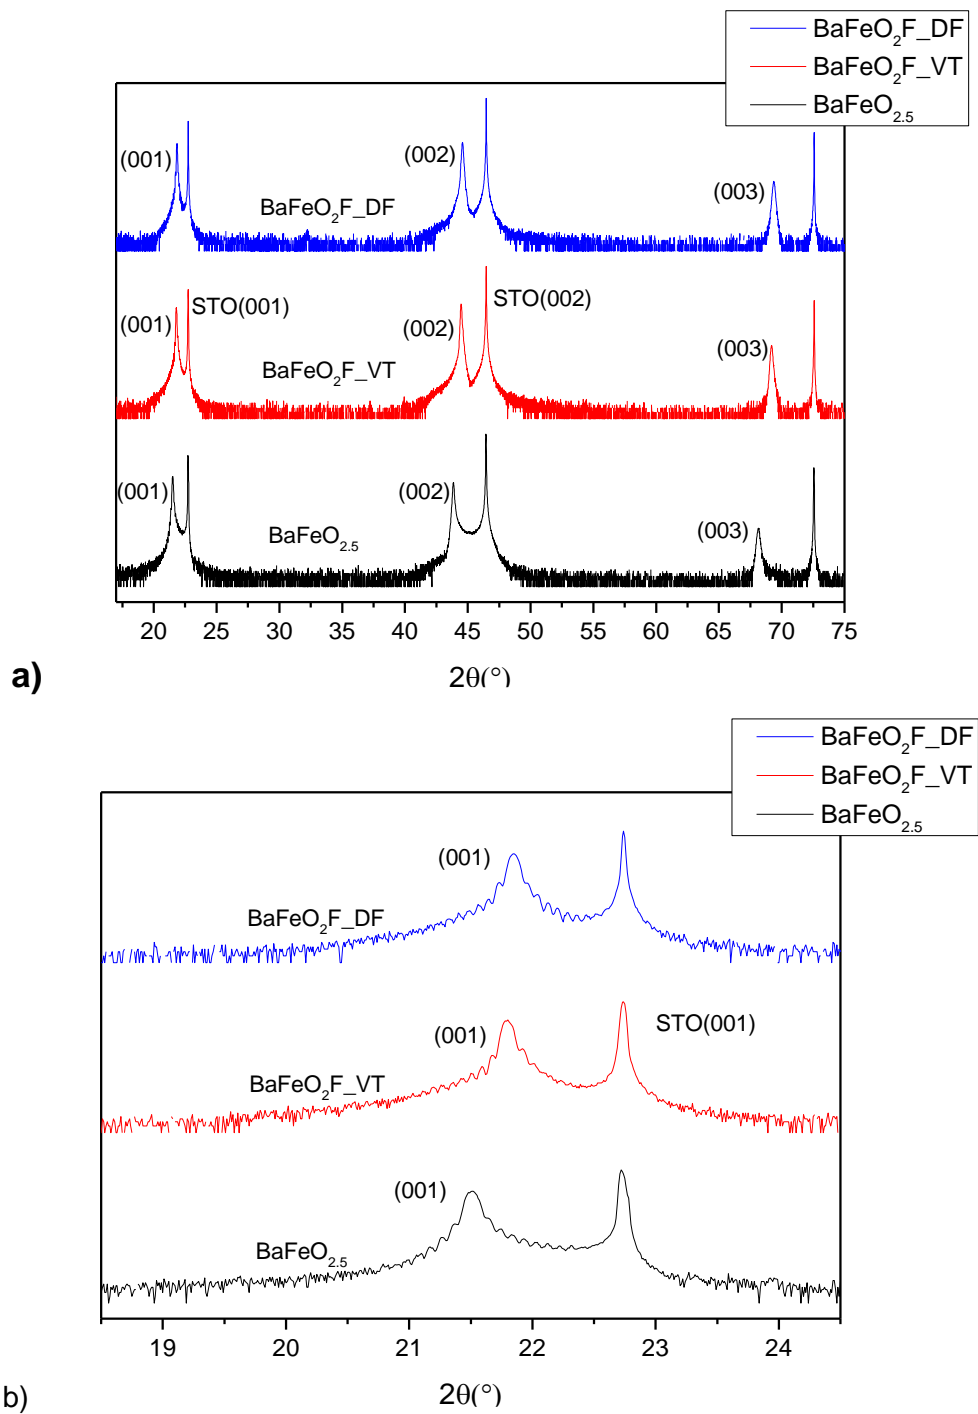 BaFeO₂F_DF
BaFeO₂F_VT
BaFeO₂.₅
(001)
(002)
(003)
BaFeO₂F_DF
(001)
STO(001)
(002)
STO(002)
(003)
BaFeO₂F_VT
(001)
(002)
(003)
BaFeO₂.₅
20 25 30 35 40 45 50 55 60 65 70 75
a)
2θ(°)
BaFeO₂F_DF
BaFeO₂F_VT
BaFeO₂.₅
(001)
BaFeO₂F_DF
(001)
STO(001)
BaFeO₂F_VT
(001)
BaFeO₂.₅
19 20 21 22 23 24
b)
2θ(°)